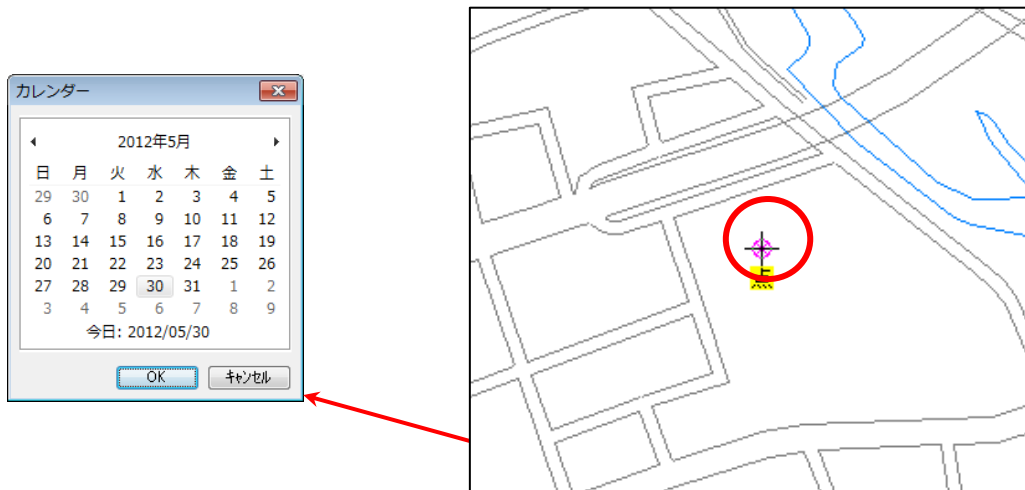 カレンダー
2012年5月
日 月 火 水 木 金 土
29 30 1 2 3 4 5
6 7 8 9 10 11 12
13 14 15 16 17 18 19
20 21 22 23 24 25 26
27 28 29 30 31 1 2
3 4 5 6 7 8 9
今日: 2012/05/30
OK キャンセル